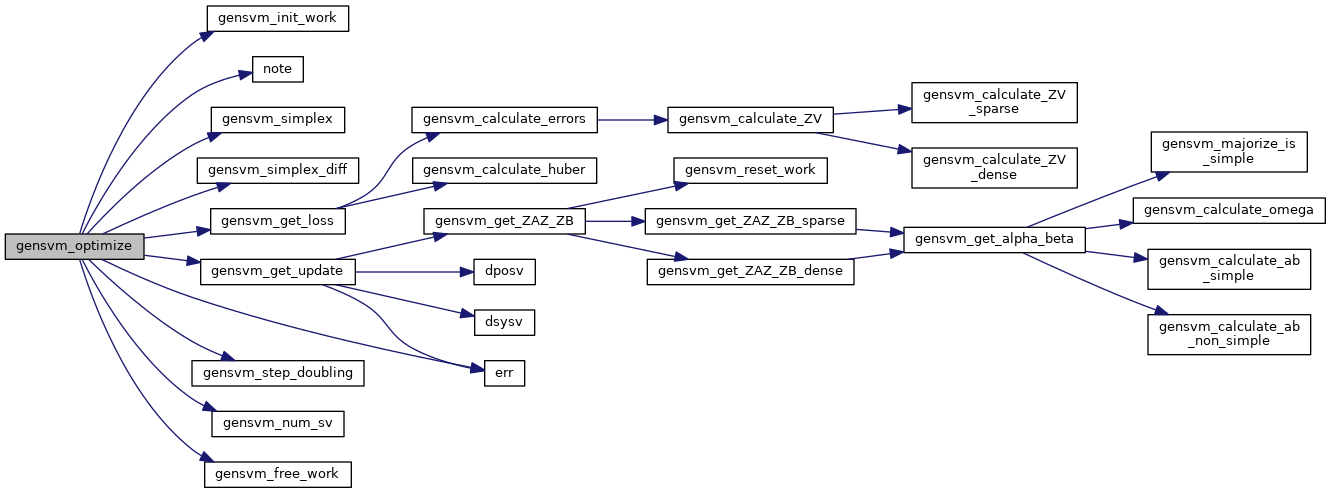 gensvm_optimize
gensvm_init_work
note
gensvm_simplex
gensvm_simplex_diff
gensvm_get_loss
gensvm_get_update
gensvm_step_doubling
gensvm_num_sv
gensvm_free_work
gensvm_calculate_errors
gensvm_calculate_huber
gensvm_get_ZAZ_ZB
dposv
dsysv
err
gensvm_calculate_ZV
gensvm_reset_work
gensvm_get_ZAZ_ZB_sparse
gensvm_get_ZAZ_ZB_dense
gensvm_calculate_ZV
_sparse
gensvm_calculate_ZV
_dense
gensvm_get_alpha_beta
gensvm_majorize_is
_simple
gensvm_calculate_omega
gensvm_calculate_ab
_simple
gensvm_calculate_ab
_non_simple